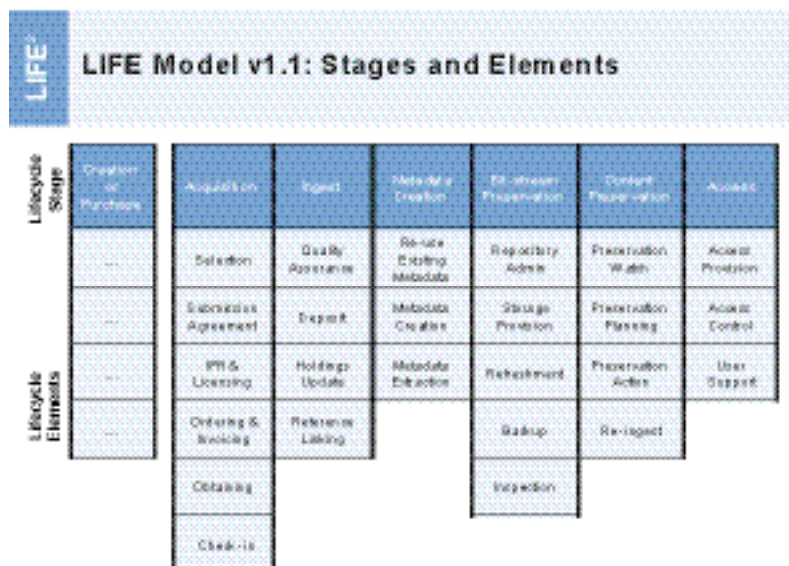 LIFE²
LIFE Model v1.1: Stages and Elements
Lifecycle
Stage
Creation
or
Purchase
Acquisition
Ingest
Metadata
Creation
Bit-stream
Preservation
Content
Preservation
Access
...
Selection
Quality
Assurance
Re-use
Existing
Metadata
Repository
Admin
Preservation
Watch
Access
Provision
...
Submission
Agreement
Deposit
Metadata
Creation
Storage
Provision
Preservation
Planning
Access
Control
Lifecycle
Elements
...
IPR &
Licensing
Holdings
Update
Metadata
Extraction
Refreshment
Preservation
Action
User
Support
...
Ordering &
Invoicing
Reference
Linking
Backup
Re-ingest
Obtaining
Inspection
Check-in